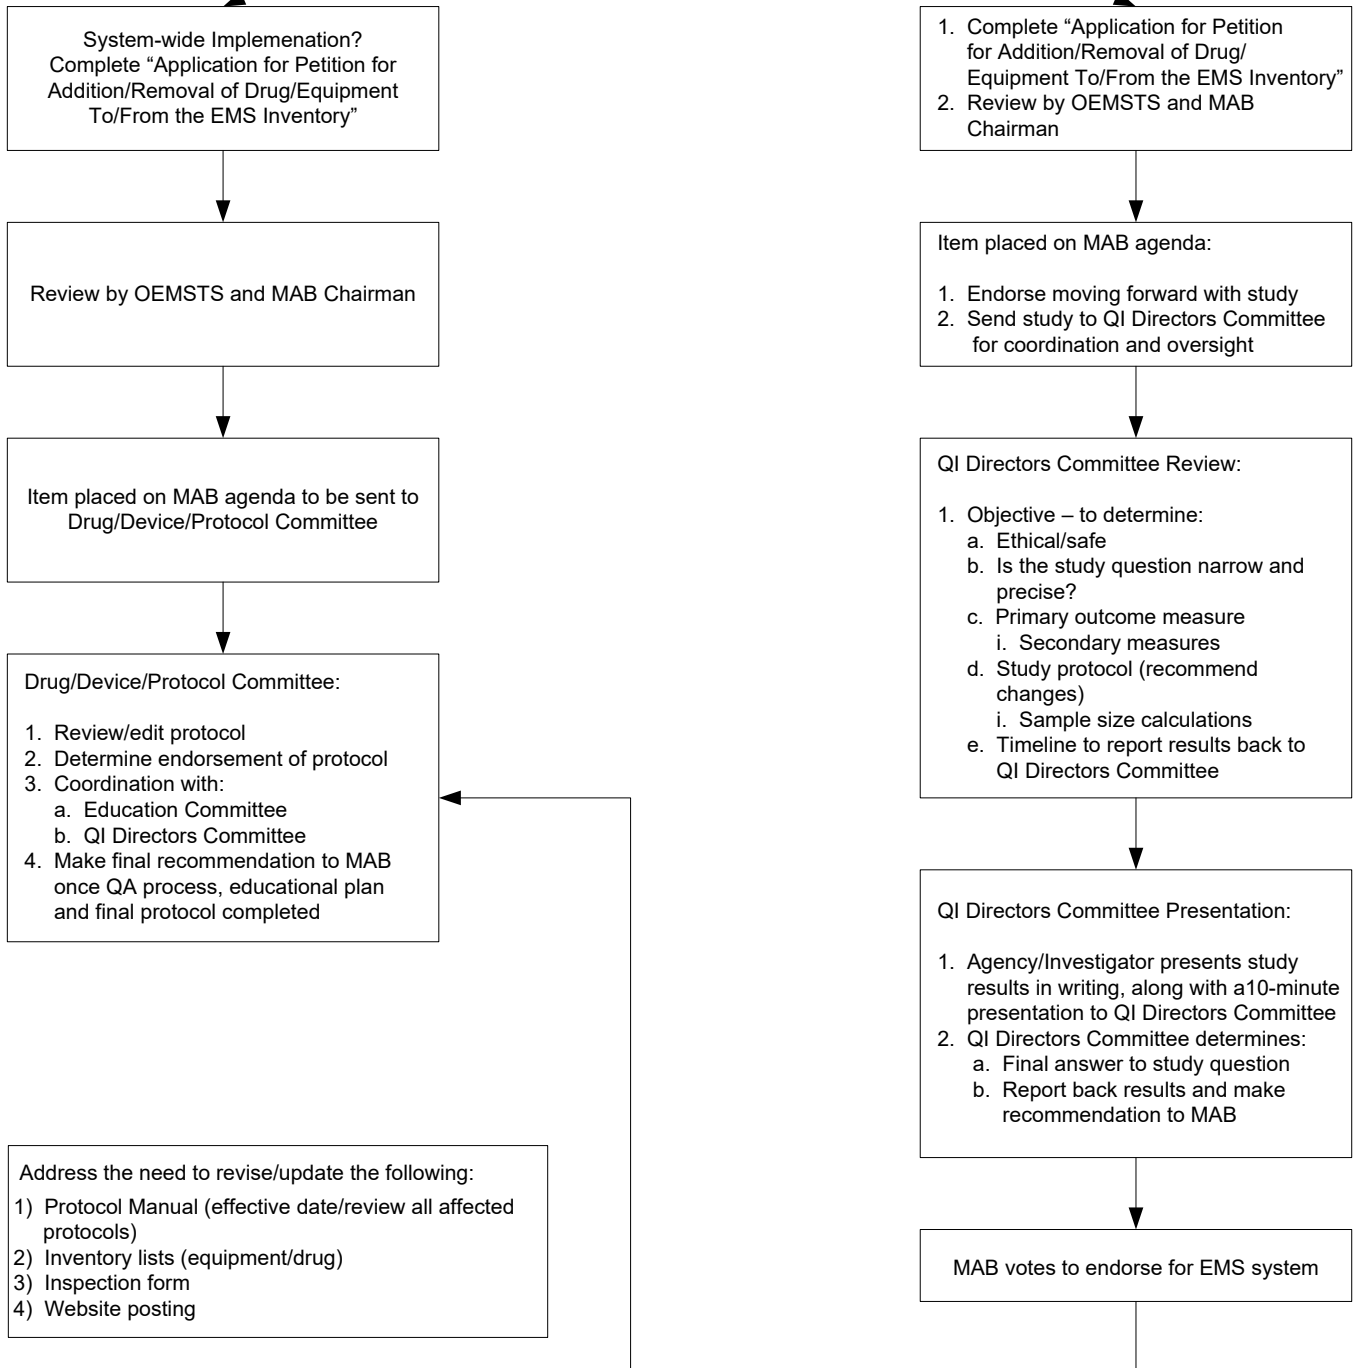 System-wide Implemenation?
Complete “Application for Petition for
Addition/Removal of Drug/Equipment
To/From the EMS Inventory”
Review by OEMSTS and MAB Chairman
Item placed on MAB agenda to be sent to
Drug/Device/Protocol Committee
Drug/Device/Protocol Committee:
1. Review/edit protocol
2. Determine endorsement of protocol
3. Coordination with:
a. Education Committee
b. QI Directors Committee
4. Make final recommendation to MAB
once QA process, educational plan
and final protocol completed
Address the need to revise/update the following:
1) Protocol Manual (effective date/review all affected
protocols)
2) Inventory lists (equipment/drug)
3) Inspection form
4) Website posting
1. Complete “Application for Petition
for Addition/Removal of Drug/
Equipment To/From the EMS Inventory”
2. Review by OEMSTS and MAB
Chairman
Item placed on MAB agenda:
1. Endorse moving forward with study
2. Send study to QI Directors Committee
for coordination and oversight
QI Directors Committee Review:
1. Objective – to determine:
a. Ethical/safe
b. Is the study question narrow and
precise?
c. Primary outcome measure
i. Secondary measures
d. Study protocol (recommend
changes)
i. Sample size calculations
e. Timeline to report results back to
QI Directors Committee
QI Directors Committee Presentation:
1. Agency/Investigator presents study
results in writing, along with a10-minute
presentation to QI Directors Committee
2. QI Directors Committee determines:
a. Final answer to study question
b. Report back results and make
recommendation to MAB
MAB votes to endorse for EMS system